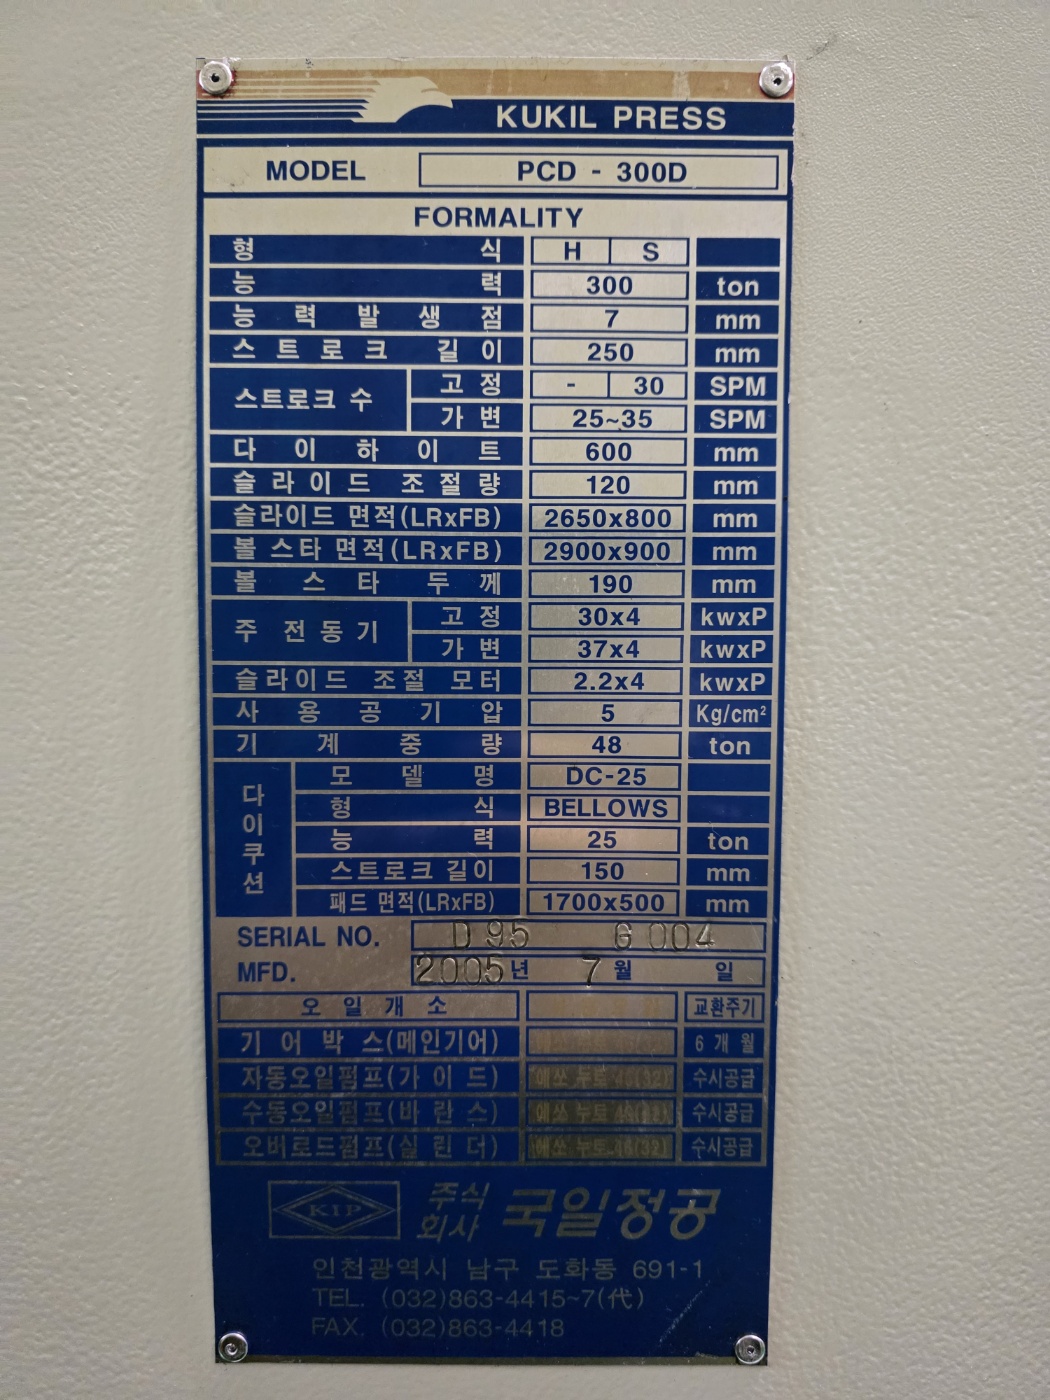 KUKIL PRESS
MODEL PCD - 300D
FORMALITY
형식 H S
능력 300 ton
능력발생점 7 mm
스트로크 길이 250 mm
스트로크 수 고정 - 30 SPM
가변 25~35 SPM
다이하이트 600 mm
슬라이드 조절량 120 mm
슬라이드 면적(LRxFB) 2650x800 mm
볼스타 면적(LRxFB) 2900x900 mm
볼스타두께 190 mm
주전동기 고정 30x4 kwxP
가변 37x4 kwxP
슬라이드 조절 모터 2.2x4 kwxP
사용공기압 5 Kg/cm²
기계중량 48 ton
다이쿠션 모델명 DC-25
형식 BELLOWS
능력 25 ton
스트로크 길이 150 mm
패드 면적(LRxFB) 1700x500 mm
SERIAL NO. D 95 G 004
MFD. 2005년 7월 일
오일개소 교환주기
기어박스(메인기어) 6개월
자동오일펌프(가이드) 수시공급
수동오일펌프(바란스) 수시공급
오버로드펌프(실린더) 수시공급
KIP 주식회사 국일정공
인천광역시 남구 도화동 691-1
TEL. (032)863-4415~7(代)
FAX. (032)863-4418